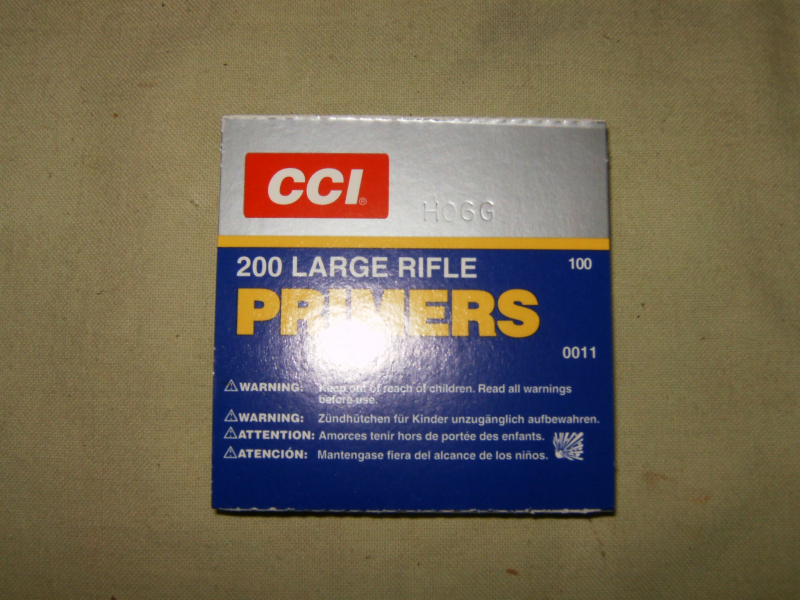 CCI®
H06G
200 LARGE RIFLE 100
PRIMERS
0011
WARNING: Keep out of reach of children. Read all warnings
before use.
WARNING: Zündhütchen für Kinder unzugänglich aufbewahren.
ATTENTION: Amorces tenir hors de portée des enfants.
ATENCIÓN: Mantengase fiera del alcance de los niños.